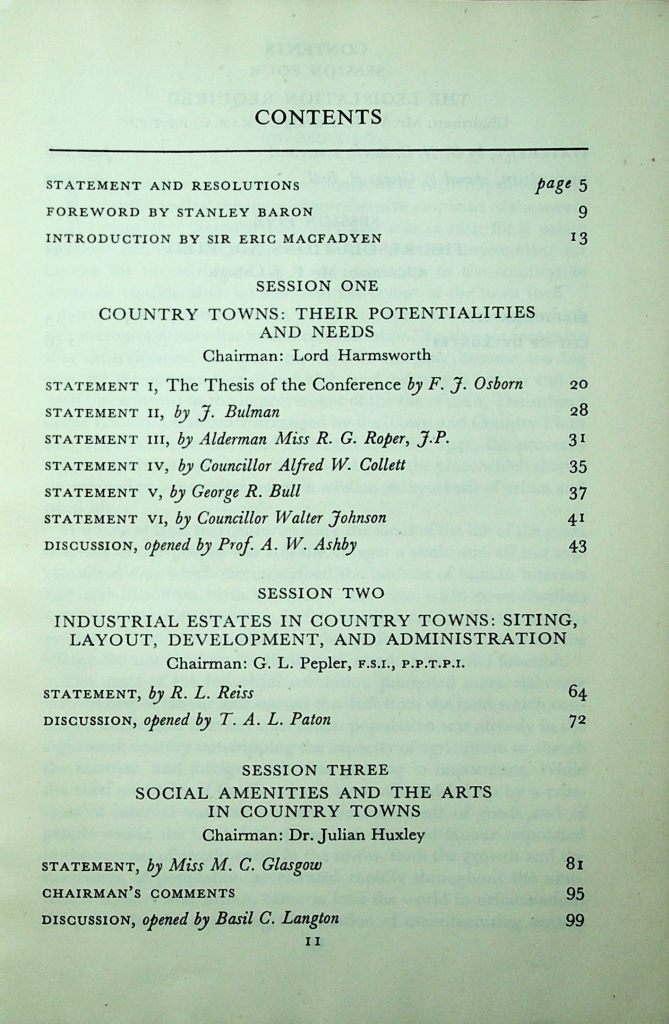 CONTENTS
STATEMENT AND RESOLUTIONS page 5
FOREWORD BY STANLEY BARON 9
INTRODUCTION BY SIR ERIC MACFADYEN 13
SESSION ONE
COUNTRY TOWNS: THEIR POTENTIALITIES
AND NEEDS
Chairman: Lord Harmsworth
STATEMENT I, The Thesis of the Conference by F. J. Osborn 20
STATEMENT II, by J. Bulman 28
STATEMENT III, by Alderman Miss R. G. Roper, J.P. 31
STATEMENT IV, by Councillor Alfred W. Collett 35
STATEMENT V, by George R. Bull 37
STATEMENT VI, by Councillor Walter Johnson 41
DISCUSSION, opened by Prof. A. W. Ashby 43
SESSION TWO
INDUSTRIAL ESTATES IN COUNTRY TOWNS: SITING,
LAYOUT, DEVELOPMENT, AND ADMINISTRATION
Chairman: G. L. Pepler, F.S.I., P.P.T.P.I.
STATEMENT, by R. L. Reiss 64
DISCUSSION, opened by T. A. L. Paton 72
SESSION THREE
SOCIAL AMENITIES AND THE ARTS
IN COUNTRY TOWNS
Chairman: Dr. Julian Huxley
STATEMENT, by Miss M. C. Glasgow 81
CHAIRMAN'S COMMENTS 95
DISCUSSION, opened by Basil C. Langton 99
11